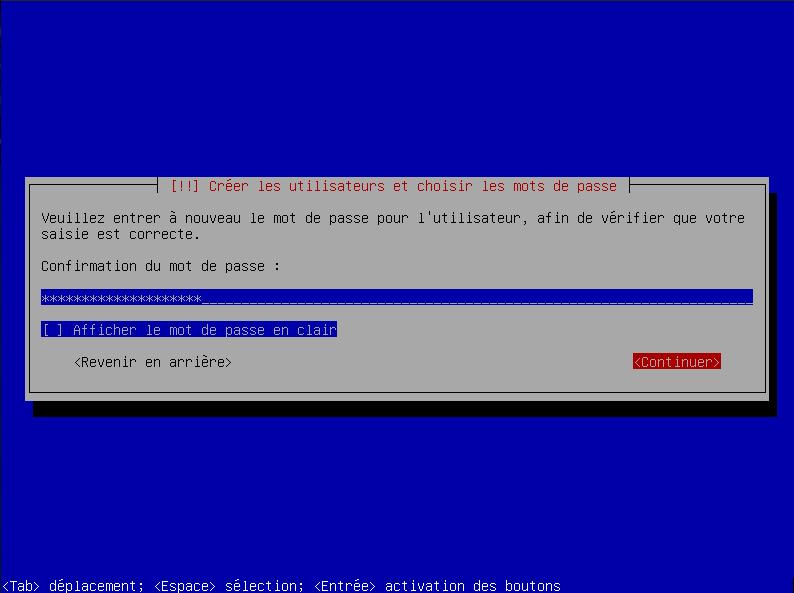 [!!] Créer les utilisateurs et choisir les mots de passe
Veuillez entrer à nouveau le mot de passe pour l'utilisateur, afin de vérifier que votre
saisie est correcte.
Confirmation du mot de passe :
********************
[ ] Afficher le mot de passe en clair
<Revenir en arrière> <Continuer>
<Tab> déplacement; <Espace> sélection; <Entrée> activation des boutons